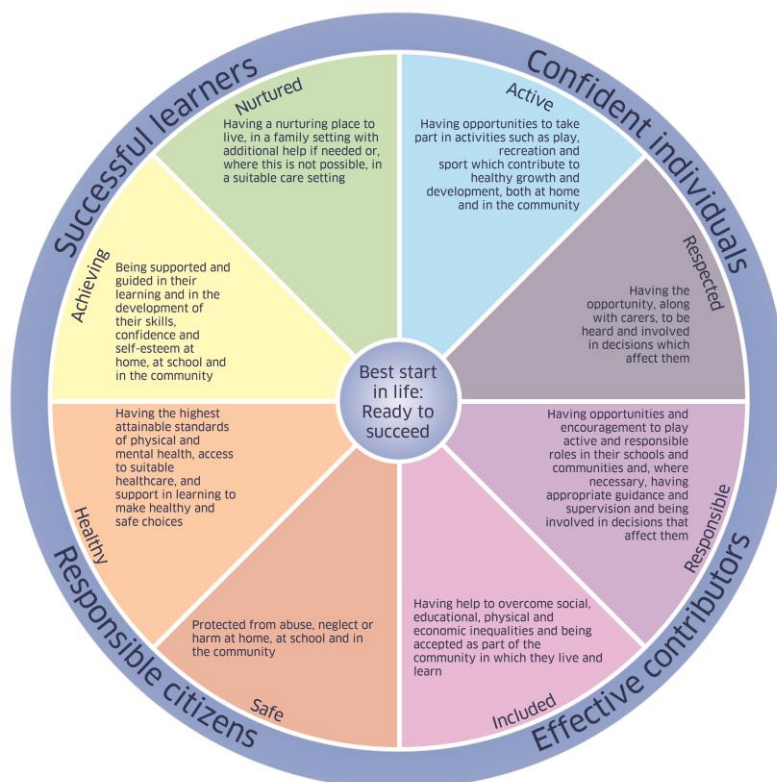 Successful learners
Confident individuals
Nurtured
Having a nurturing place to
live, in a family setting with
additional help if needed or,
where this is not possible, in
a suitable care setting
Active
Having opportunities to take
part in activities such as play,
recreation and
sport which contribute to
healthy growth and
development, both at home
and in the community
Achieving
Being supported and
guided in their
learning and in the
development of
their skills,
confidence and
self-esteem at
home, at school and
in the community
Respected
Having the
opportunity, along
with carers, to be
heard and involved
in decisions which
affect them
Best start
in life:
Ready to
succeed
Healthy
Having the highest
attainable standards
of physical and
mental health, access
to suitable
healthcare, and
support in learning to
make healthy and
safe choices
Responsible
Having opportunities and
encouragement to play
active and responsible
roles in their schools and
communities and, where
necessary, having
appropriate guidance and
supervision and being
involved in decisions that
affect them
Safe
Protected from abuse, neglect or
harm at home, at school and in
the community
Included
Having help to overcome social,
educational, physical and
economic inequalities and being
accepted as part of the
community in which they live and
learn
Responsible citizens
Effective contributors